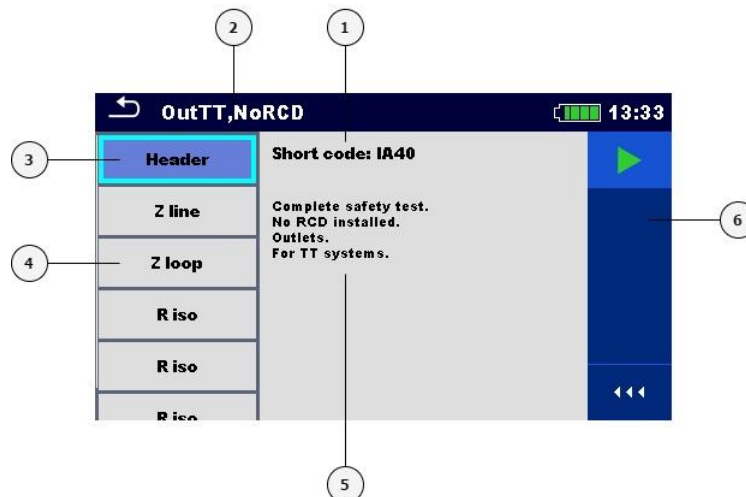 2
1
OutTT,NoRCD
13:33
3
Header
Short code: IA40
Z line
Complete safety test.
No RCD installed.
Outlets.
For TT systems.
6
4
Z loop
R iso
R iso
R iso
5